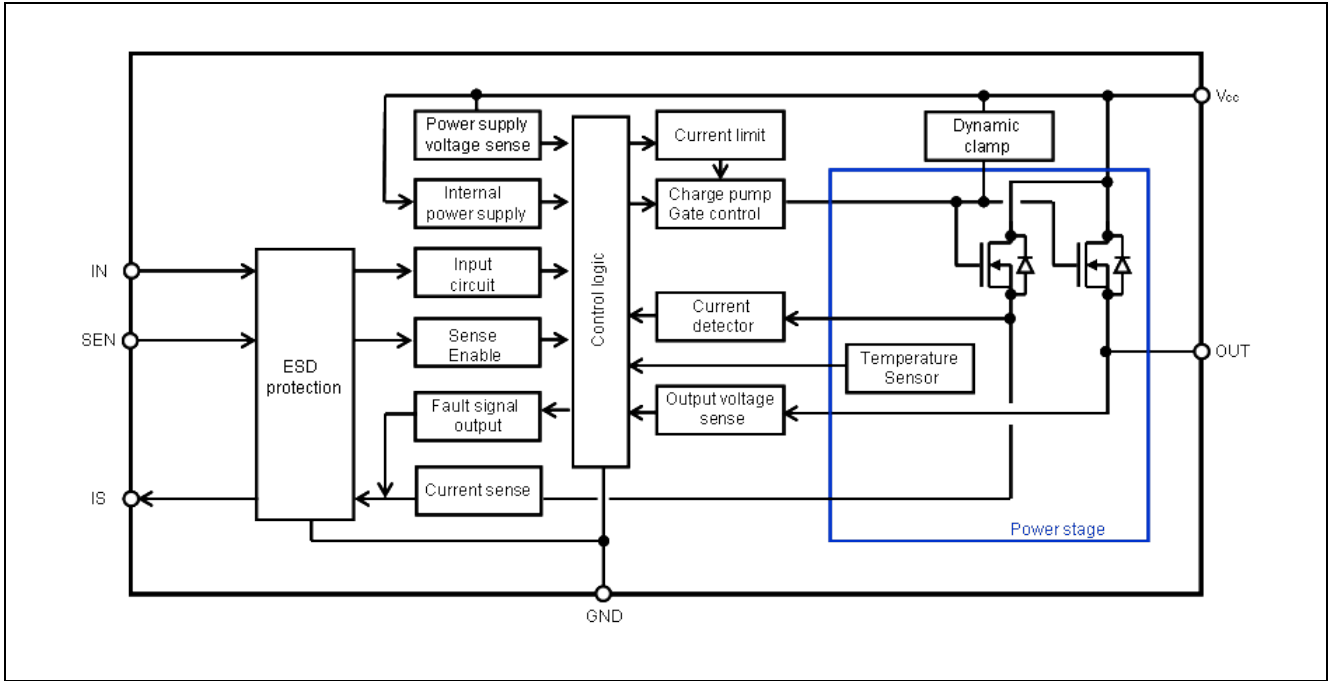 Vcc
Power supply
voltage sense
Current limit
Dynamic
clamp
Internal
power supply
Charge pump
Gate control
IN
Input
circuit
Control logic
SEN
Sense
Enable
Current
detector
OUT
ESD
protection
Temperature
Sensor
Fault signal
output
Output voltage
sense
IS
Current sense
Power stage
GND